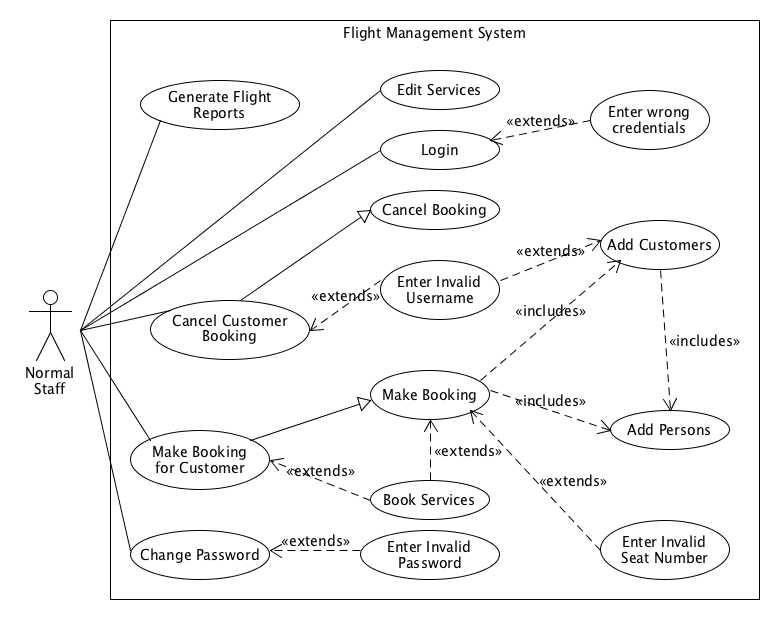 Flight Management System
Generate Flight
Reports
Edit Services
«extends»
Enter wrong
credentials
Login
Cancel Booking
Add Customers
«extends»
Enter Invalid
Username
«extends»
Cancel Customer
Booking
«includes»
«includes»
Normal
Staff
Make Booking
«includes»
Add Persons
Make Booking
for Customer
«extends»
«extends»
«extends»
Book Services
Change Password
«extends»
Enter Invalid
Password
Enter Invalid
Seat Number